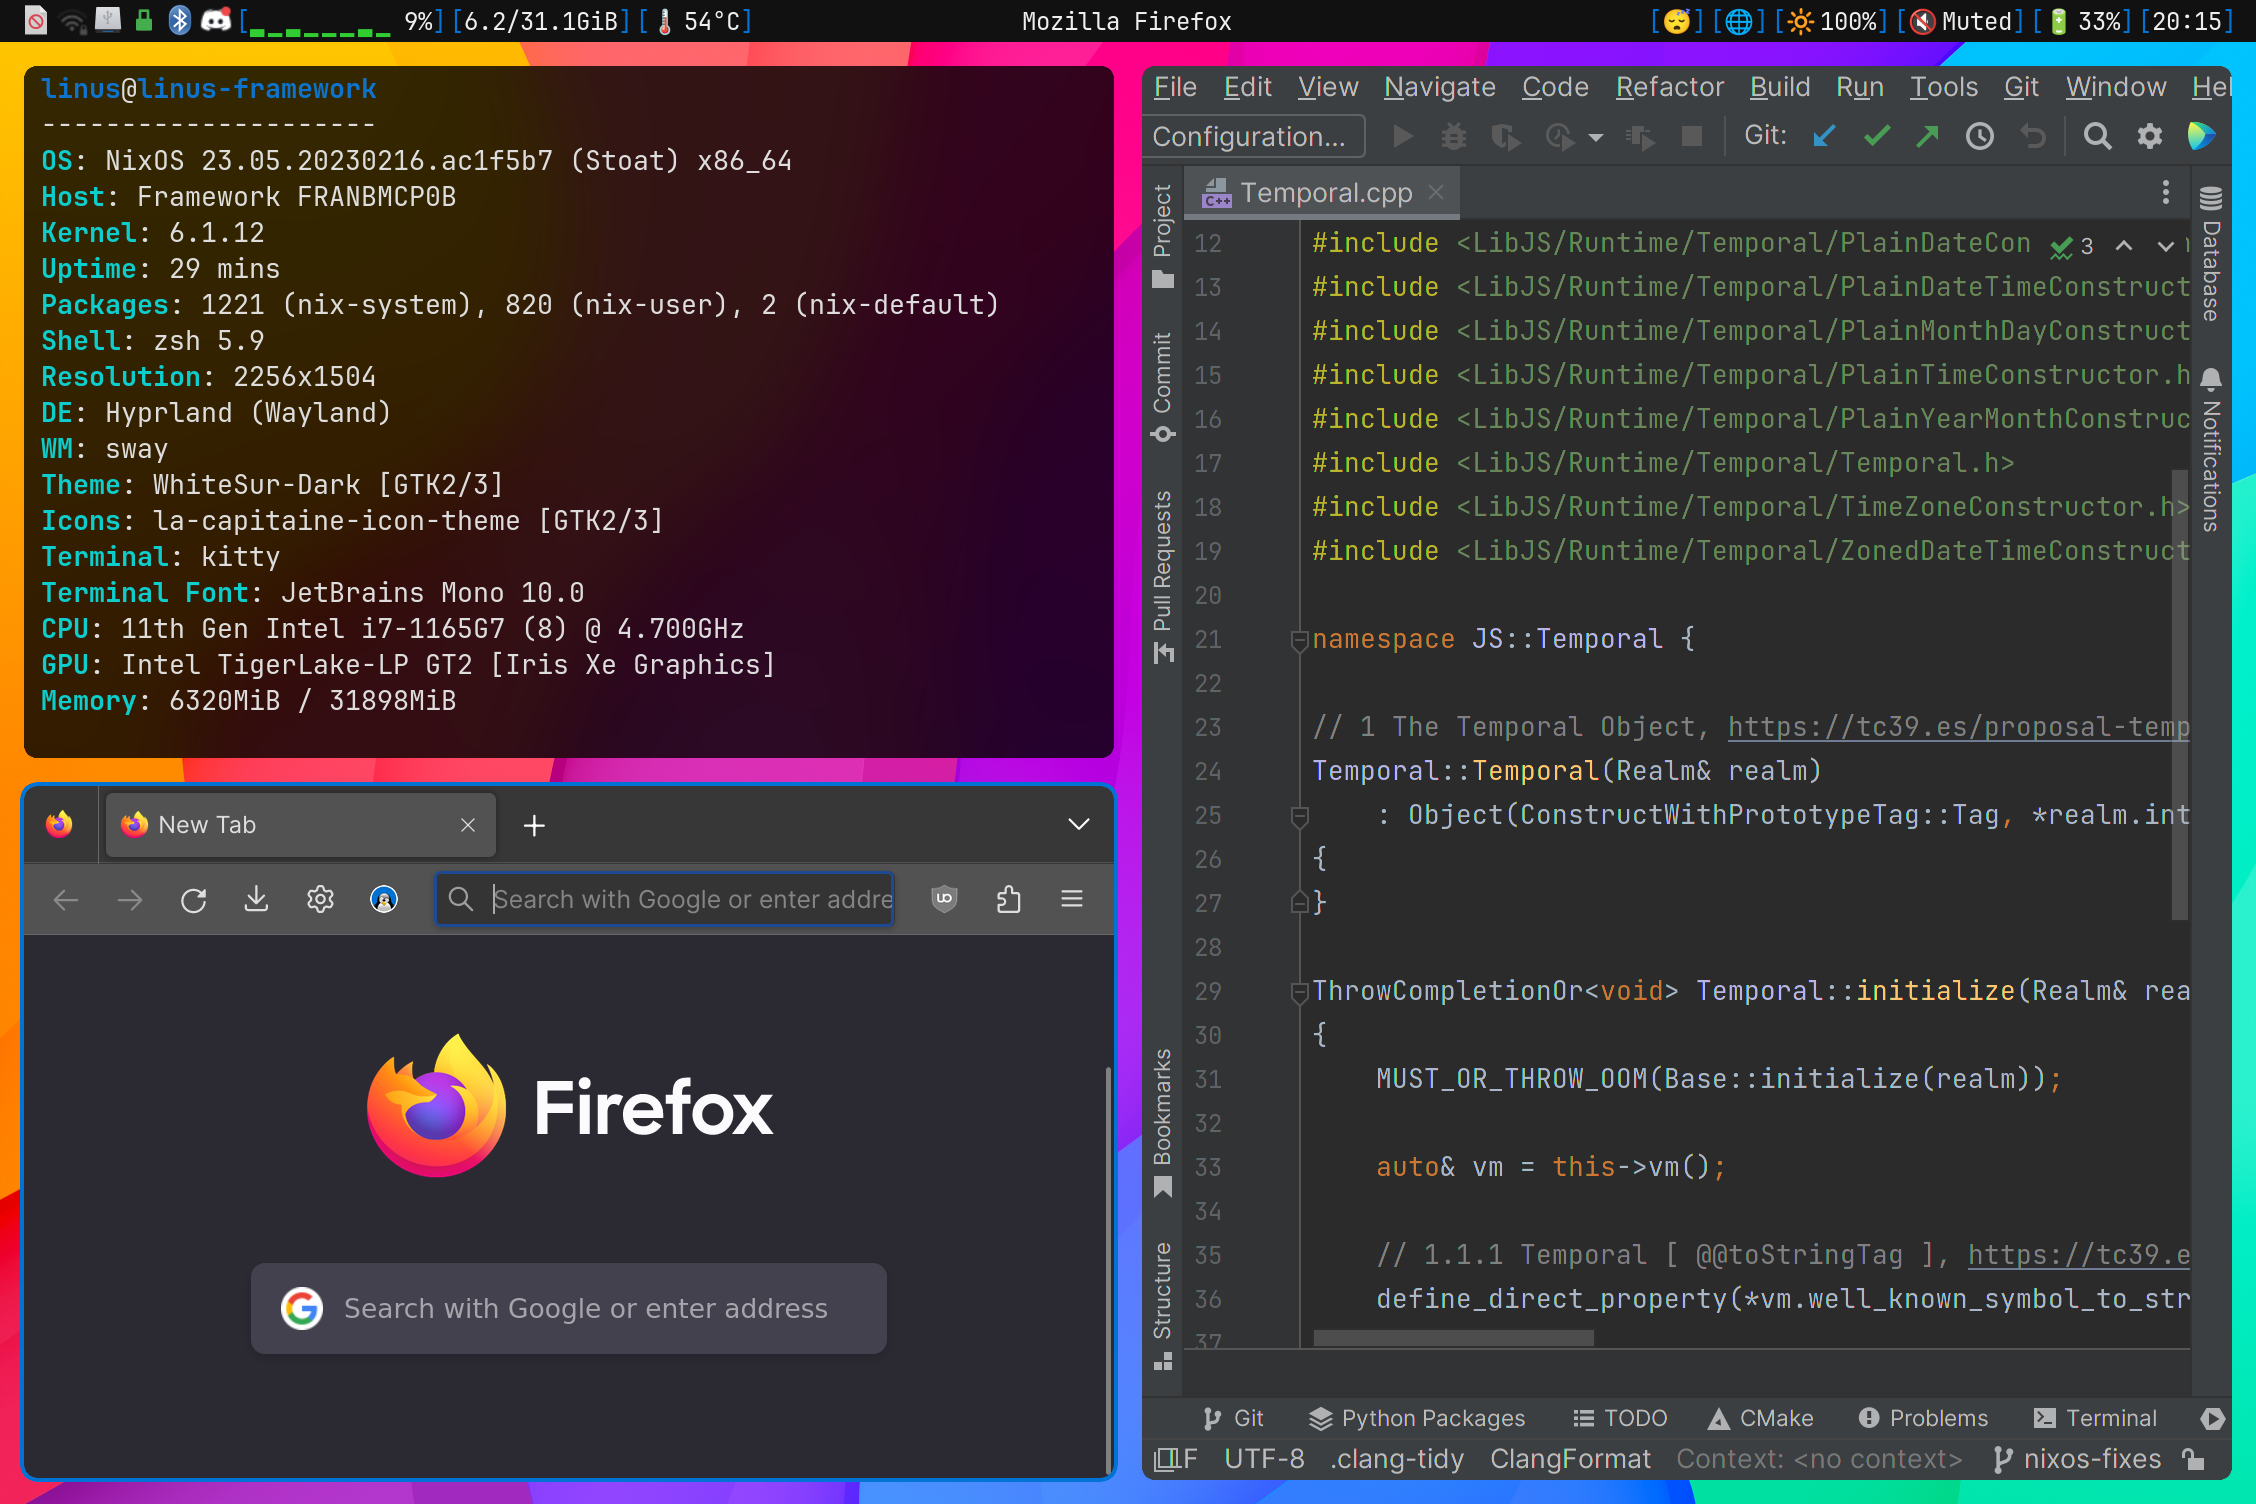 [▁▁▁▁▁▁▁▁ 9%][6.2/31.1GiB][🌡54°C]
Mozilla Firefox
[😴][🌐][🔆100%][🔇Muted][🔋33%][20:15]
linus@linus-framework
---------------------
OS: NixOS 23.05.20230216.ac1f5b7 (Stoat) x86_64
Host: Framework FRANBMCP0B
Kernel: 6.1.12
Uptime: 29 mins
Packages: 1221 (nix-system), 820 (nix-user), 2 (nix-default)
Shell: zsh 5.9
Resolution: 2256x1504
DE: Hyprland (Wayland)
WM: sway
Theme: WhiteSur-Dark [GTK2/3]
Icons: la-capitaine-icon-theme [GTK2/3]
Terminal: kitty
Terminal Font: JetBrains Mono 10.0
CPU: 11th Gen Intel i7-1165G7 (8) @ 4.700GHz
GPU: Intel TigerLake-LP GT2 [Iris Xe Graphics]
Memory: 6320MiB / 31898MiB
New Tab
Search with Google or enter addre
Firefox
Search with Google or enter address
File Edit View Navigate Code Refactor Build Run Tools Git Window Hel
Configuration... Git:
Temporal.cpp
Project
Commit
Pull Requests
Bookmarks
Structure
3
12 #include <LibJS/Runtime/Temporal/PlainDateCon
13 #include <LibJS/Runtime/Temporal/PlainDateTimeConstruct
14 #include <LibJS/Runtime/Temporal/PlainMonthDayConstruct
15 #include <LibJS/Runtime/Temporal/PlainTimeConstructor.h
16 #include <LibJS/Runtime/Temporal/PlainYearMonthConstruc
17 #include <LibJS/Runtime/Temporal/Temporal.h>
18 #include <LibJS/Runtime/Temporal/TimeZoneConstructor.h>
19 #include <LibJS/Runtime/Temporal/ZonedDateTimeConstruct
20
21 namespace JS::Temporal {
22
23 // 1 The Temporal Object, https://tc39.es/proposal-temp
24 Temporal::Temporal(Realm& realm)
25 : Object(ConstructWithPrototypeTag::Tag, *realm.int
26 {
27 }
28
29 ThrowCompletionOr<void> Temporal::initialize(Realm& rea
30 {
31 MUST_OR_THROW_OOM(Base::initialize(realm));
32
33 auto& vm = this->vm();
34
35 // 1.1.1 Temporal [ @@toStringTag ], https://tc39.e
36 define_direct_property(*vm.well_known_symbol_to_str
37
Database
Notifications
Git Python Packages TODO CMake Problems Terminal
LF UTF-8 .clang-tidy ClangFormat Context: <no context> nixos-fixes